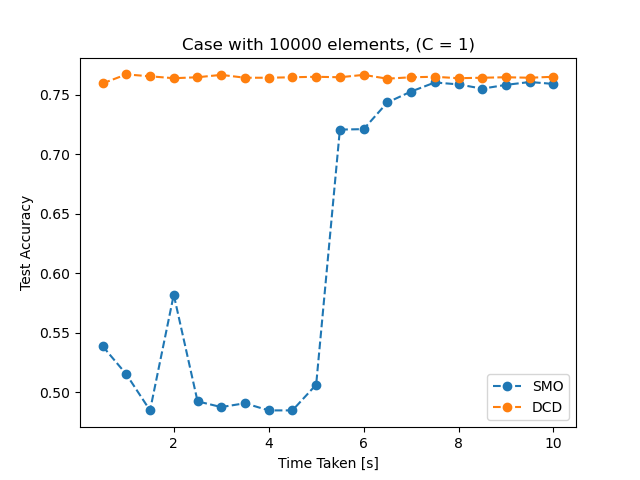 Case with 10000 elements, (C = 1)
0.75
0.70
0.65
0.60
0.55
0.50
Test Accuracy
2
4
6
8
10
Time Taken [s]
SMO
DCD